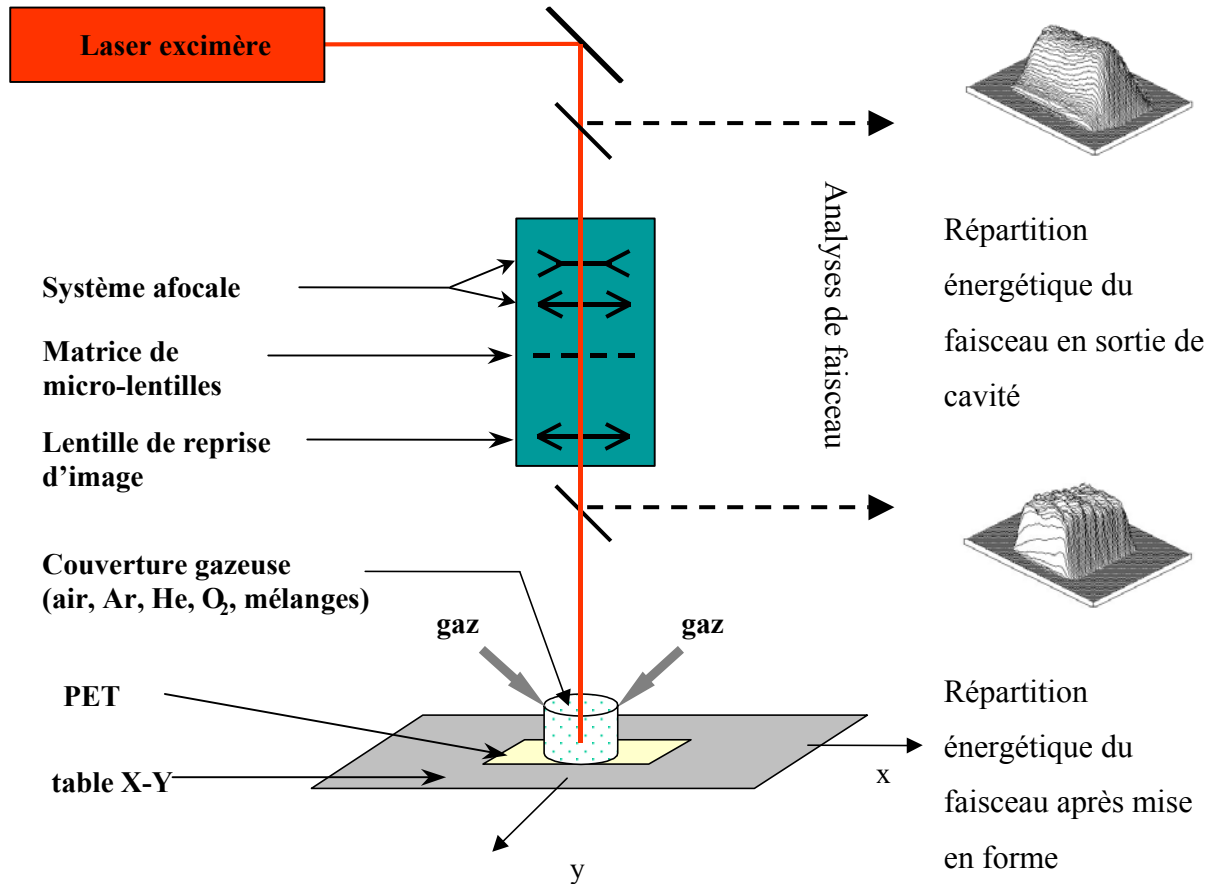 Laser excimère
Analyses de faisceau
Répartition
énergétique du
faisceau en sortie de
cavité
Système afocale
Matrice de
micro-lentilles
Lentille de reprise
d’image
Couverture gazeuse
(air, Ar, He, O₂, mélanges)
gaz
gaz
PET
table X-Y
x
y
Répartition
énergétique du
faisceau après mise
en forme